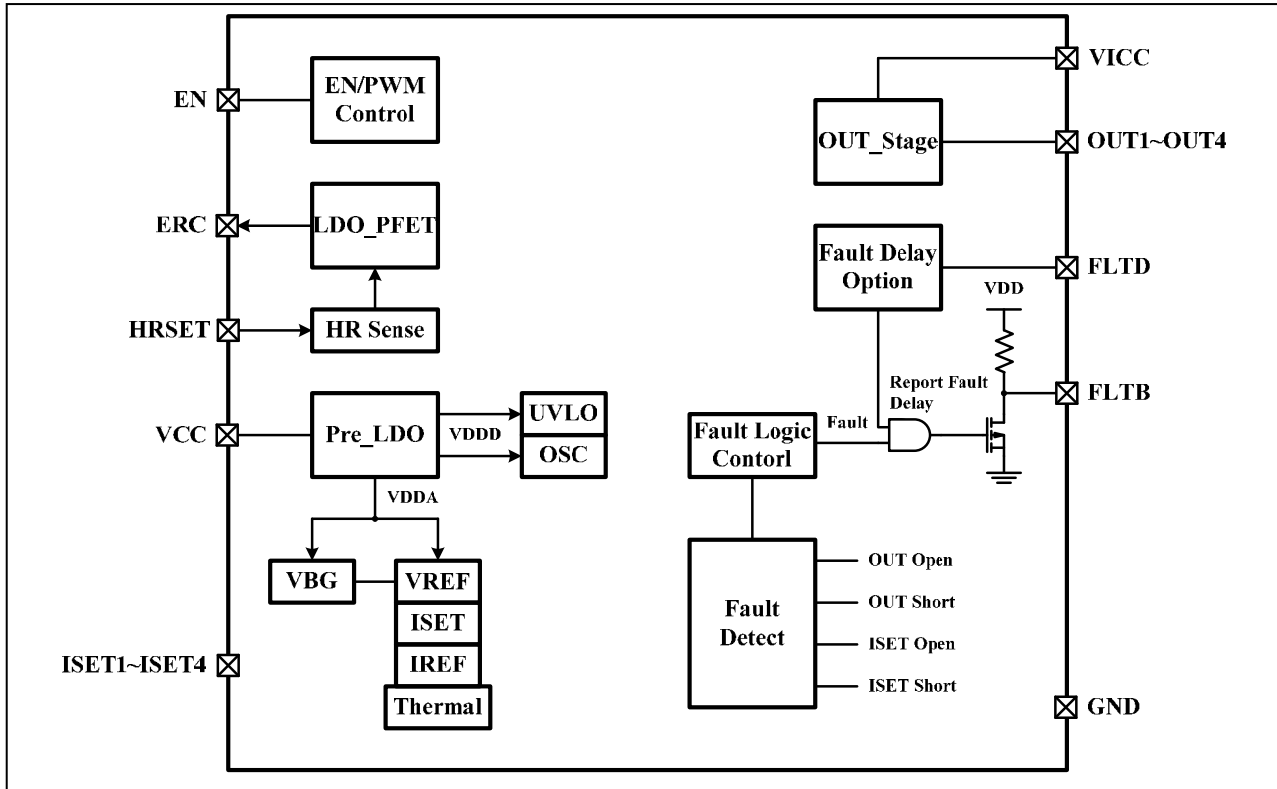 EN
EN/PWM
Control
ERC
LDO_PFET
HRSET
HR Sense
VCC
Pre_LDO
VDDD
UVLO
OSC
VDDA
VBG
VREF
ISET
IREF
Thermal
ISET1~ISET4
VICC
OUT_Stage
OUT1~OUT4
Fault Delay
Option
FLTD
VDD
Report Fault
Delay
FLTB
Fault Logic
Contorl
Fault
Fault
Detect
OUT Open
OUT Short
ISET Open
ISET Short
GND